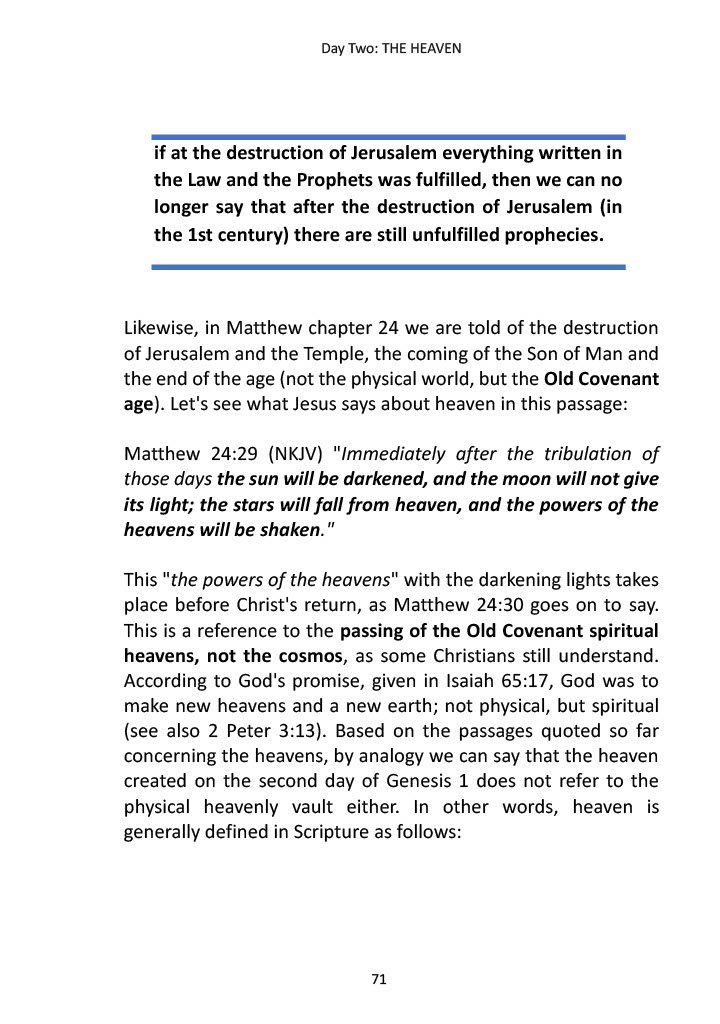 Day Two: THE HEAVEN
if at the destruction of Jerusalem everything written in
the Law and the Prophets was fulfilled, then we can no
longer say that after the destruction of Jerusalem (in
the 1st century) there are still unfulfilled prophecies.
Likewise, in Matthew chapter 24 we are told of the destruction
of Jerusalem and the Temple, the coming of the Son of Man and
the end of the age (not the physical world, but the Old Covenant
age). Let's see what Jesus says about heaven in this passage:
Matthew 24:29 (NKJV) "Immediately after the tribulation of
those days the sun will be darkened, and the moon will not give
its light; the stars will fall from heaven, and the powers of the
heavens will be shaken."
This "the powers of the heavens" with the darkening lights takes
place before Christ's return, as Matthew 24:30 goes on to say.
This is a reference to the passing of the Old Covenant spiritual
heavens, not the cosmos, as some Christians still understand.
According to God's promise, given in Isaiah 65:17, God was to
make new heavens and a new earth; not physical, but spiritual
(see also 2 Peter 3:13). Based on the passages quoted so far
concerning the heavens, by analogy we can say that the heaven
created on the second day of Genesis 1 does not refer to the
physical heavenly vault either. In other words, heaven is
generally defined in Scripture as follows:
71